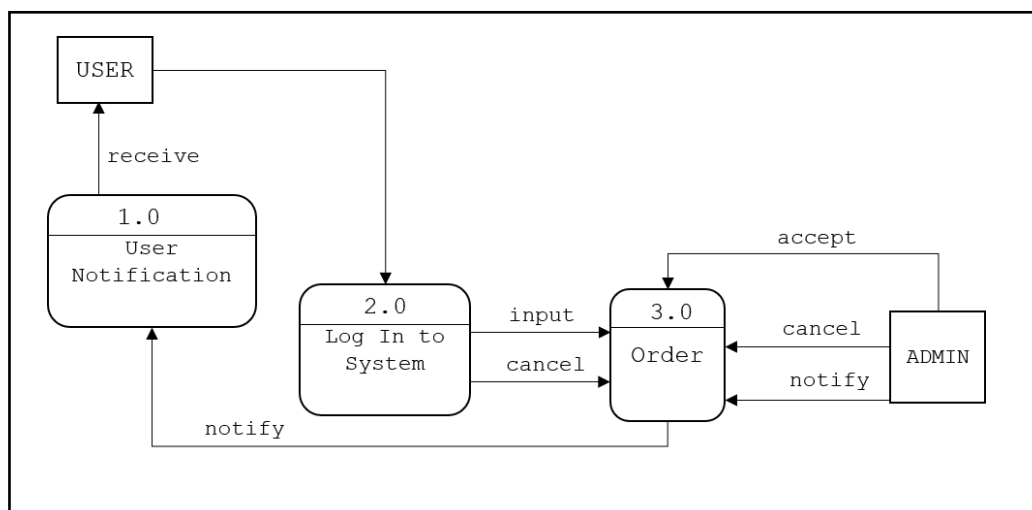 USER
receive
1.0
User
Notification
2.0
Log In to
System
input
cancel
3.0
Order
accept
cancel
notify
ADMIN
notify